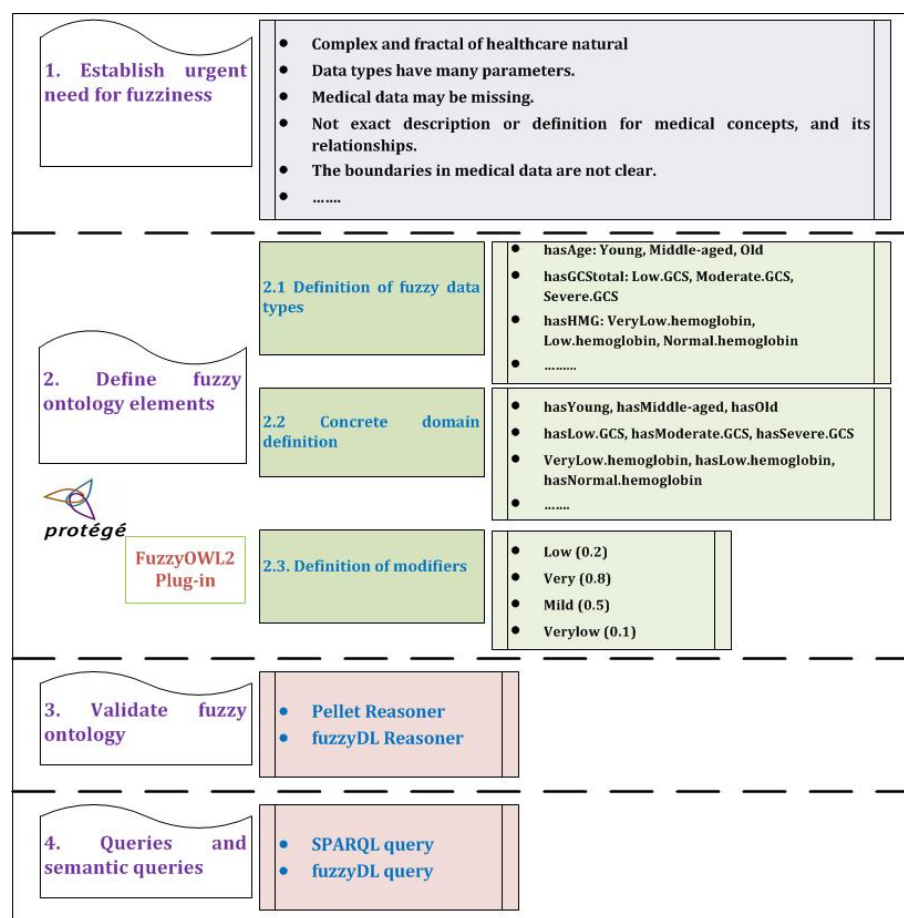 1. Establish urgent
need for fuzziness
● Complex and fractal of healthcare natural
● Data types have many parameters.
● Medical data may be missing.
● Not exact description or definition for medical concepts, and its
relationships.
● The boundaries in medical data are not clear.
● .......
2. Define fuzzy
ontology elements
protégé
FuzzyOWL2
Plug-in
2.1 Definition of fuzzy data
types
● hasAge: Young, Middle-aged, Old
● hasGCStotal: Low.GCS, Moderate.GCS,
Severe.GCS
● hasHMG: VeryLow.hemoglobin,
Low.hemoglobin, Normal.hemoglobin
● .........
2.2 Concrete domain
definition
● hasYoung, hasMiddle-aged, hasOld
● hasLow.GCS, hasModerate.GCS, hasSevere.GCS
● VeryLow.hemoglobin, hasLow.hemoglobin,
hasNormal.hemoglobin
● .......
2.3. Definition of modifiers
● Low (0.2)
● Very (0.8)
● Mild (0.5)
● Verylow (0.1)
3. Validate fuzzy
ontology
● Pellet Reasoner
● fuzzyDL Reasoner
4. Queries and
semantic queries
● SPARQL query
● fuzzyDL query